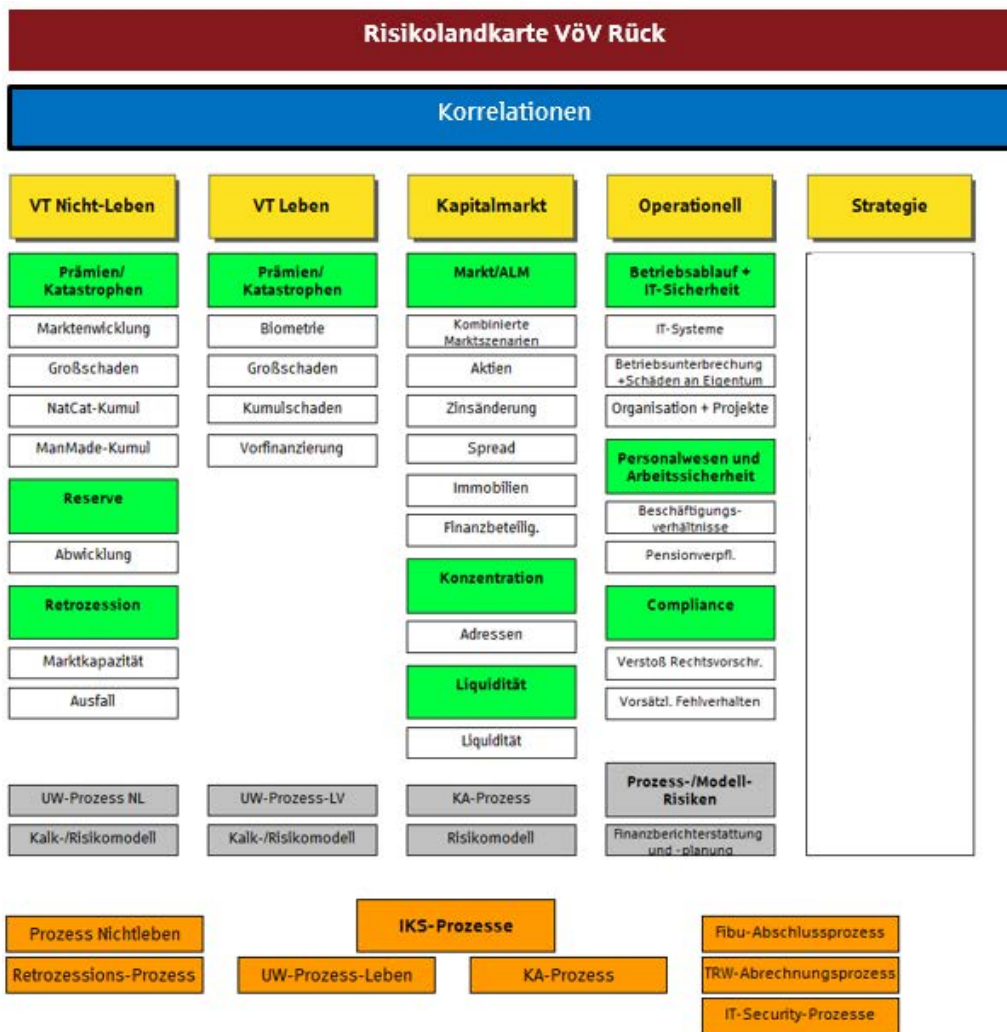 Risikolandkarte VöV Rück
Korrelationen
VT Nicht-Leben
Prämien/
Katastrophen
Marktenwicklung
Großschaden
NatCat-Kumul
ManMade-Kumul
Reserve
Abwicklung
Retrozession
Marktkapazität
Ausfall
UW-Prozess NL
Kalk-/Risikomodell
VT Leben
Prämien/
Katastrophen
Biometrie
Großschaden
Kumulschaden
Vorfinanzierung
UW-Prozess-LV
Kalk-/Risikomodell
Kapitalmarkt
Markt/ALM
Kombinierte
Marktszenarien
Aktien
Zinsänderung
Spread
Immobilien
Finanzbeteilig.
Konzentration
Adressen
Liquidität
Liquidität
KA-Prozess
Risikomodell
Operationell
Betriebsablauf +
IT-Sicherheit
IT-Systeme
Betriebsunterbrechung
+Schäden an Eigentum
Organisation + Projekte
Personalwesen und
Arbeitssicherheit
Beschäftigungs-
verhältnisse
Pensionverpfl.
Compliance
Verstoß Rechtsvorschr.
Vorsätzl. Fehlverhalten
Prozess-/Modell-
Risiken
Finanzberichterstattung
und -planung
Strategie
IKS-Prozesse
Prozess Nichtleben
Retrozessions-Prozess
UW-Prozess-Leben
KA-Prozess
Fibu-Abschlussprozess
TRW-Abrechnungsprozess
IT-Security-Prozesse